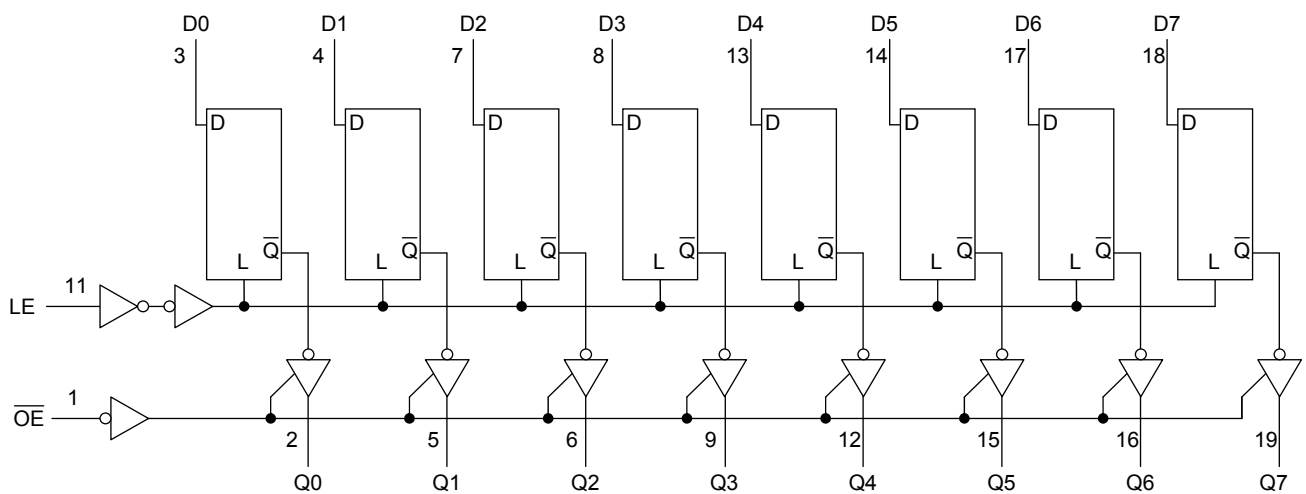 D0 D1 D2 D3 D4 D5 D6 D7
3 4 7 8 13 14 17 18
D D D D D D D D
Q̅ Q̅ Q̅ Q̅ Q̅ Q̅ Q̅ Q̅
L L L L L L L L
11
LE
1
O̅E̅
2 5 6 9 12 15 16 19
Q0 Q1 Q2 Q3 Q4 Q5 Q6 Q7